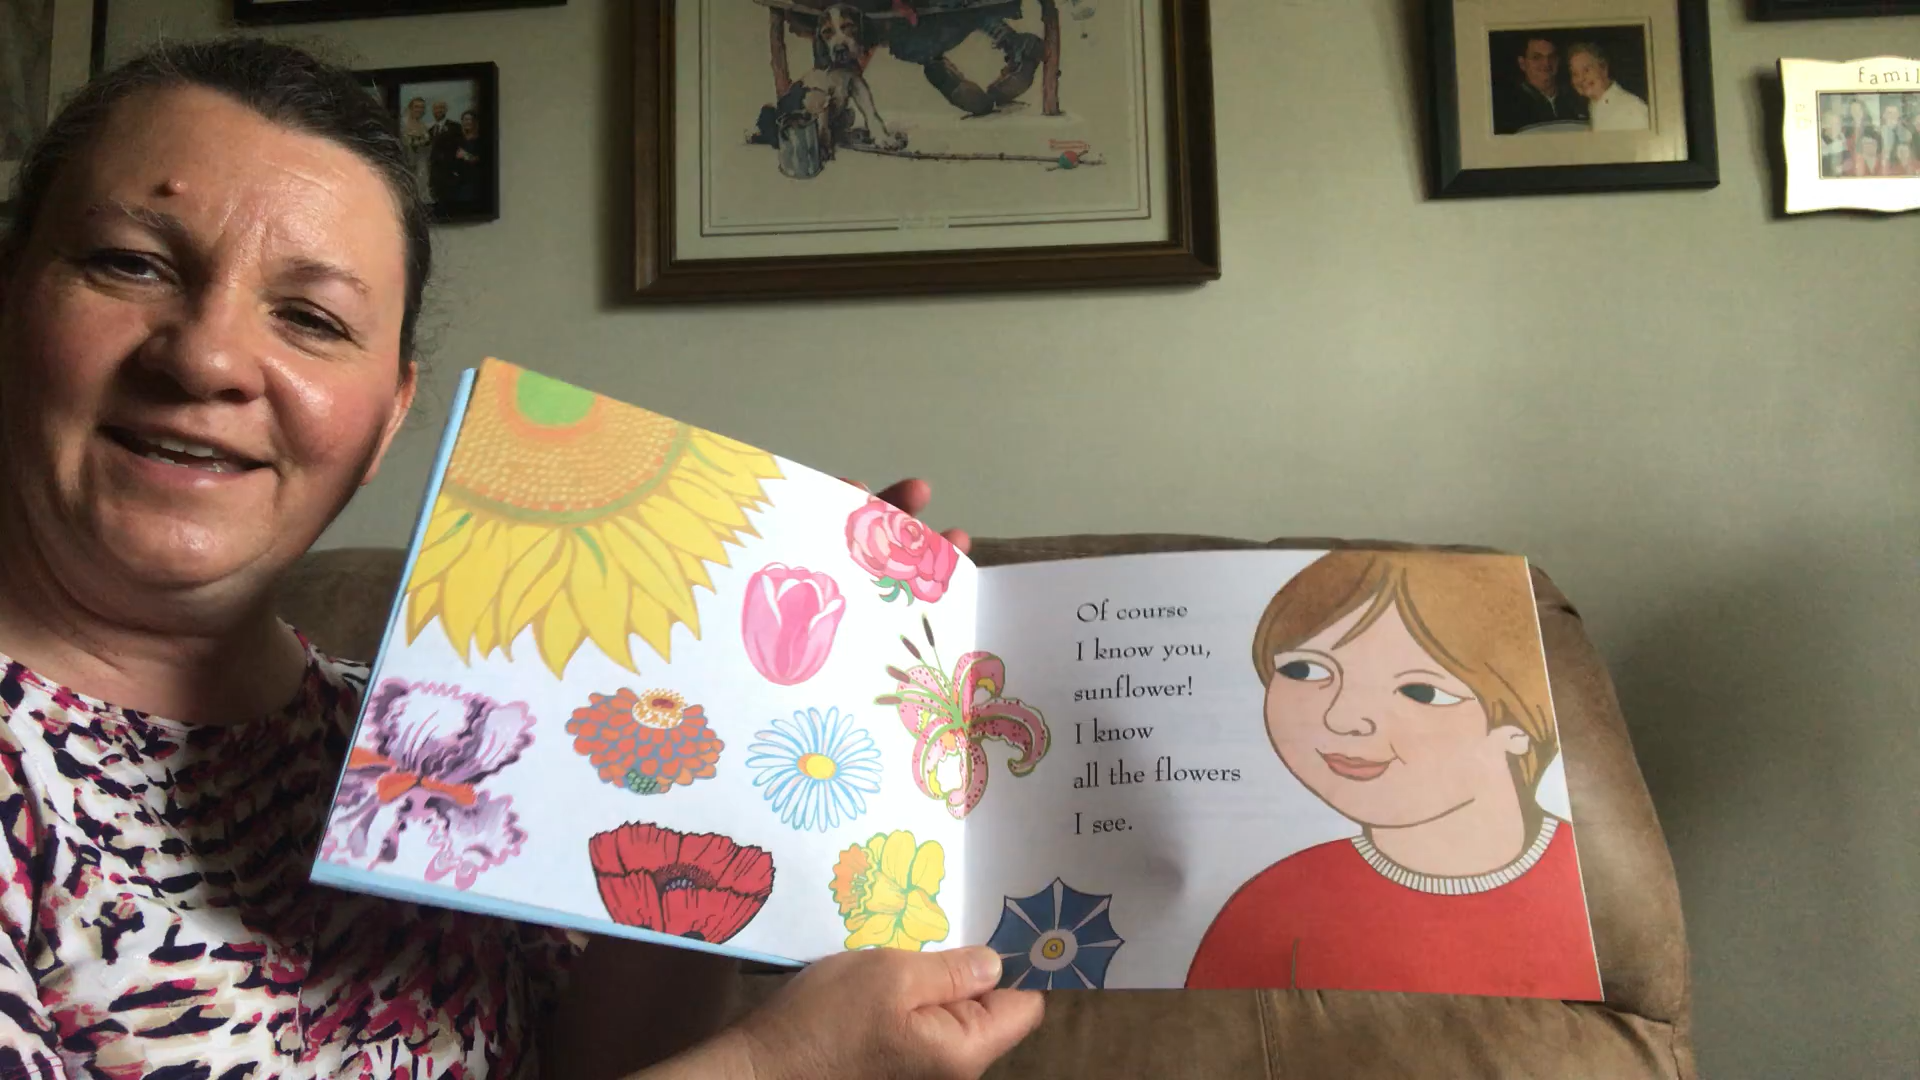 famil
Of course
I know you,
sunflower!
I know
all the flowers
I see.